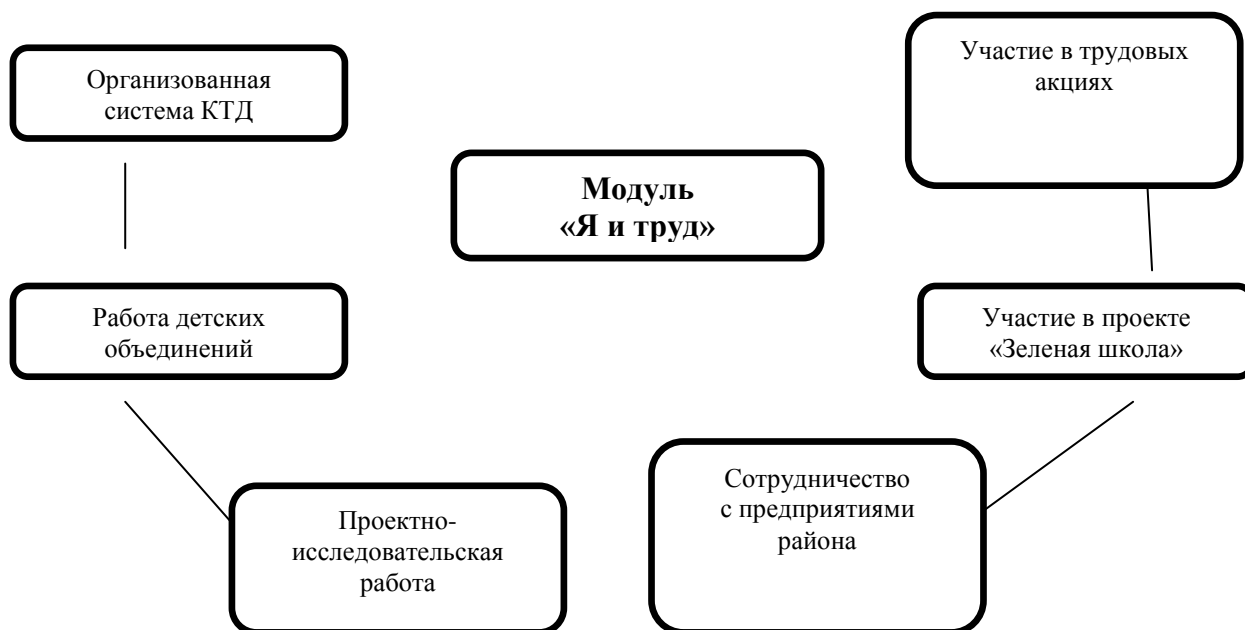 Организованная
система КТД
Участие в трудовых
акциях
Модуль
«Я и труд»
Работа детских
объединений
Участие в проекте
«Зеленая школа»
Проектно-
исследовательская
работа
Сотрудничество
с предприятиями
района